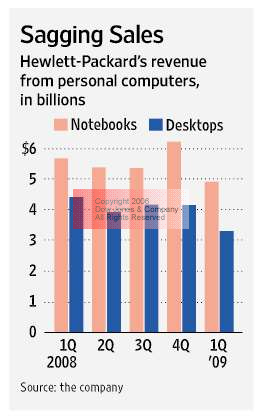 Sagging Sales
Hewlett-Packard's revenue
from personal computers,
in billions
Notebooks Desktops
$6
5
4
3
2
1
0
Copyright 2006
Dow Jones & Company
All Rights Reserved
1Q 2Q 3Q 4Q 1Q
2008 '09
Source: the company